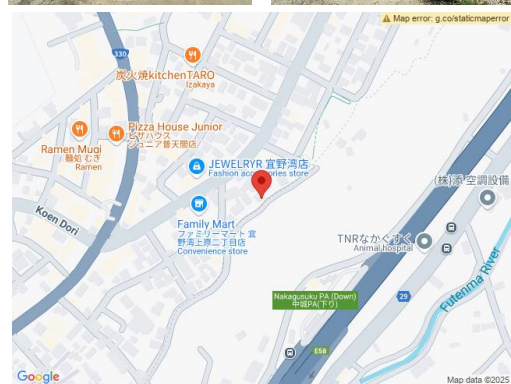 Map error: g.co/staticmaperror
330
炭火焼kitchenTARO
Izakaya
Pizza House Junior
ピザハウス
ジュニア普天間店
Ramen Mugi
麺処 むぎ
Ramen
JEWELRYR 宜野湾店
Fashion accessories store
Koen Dori
Family Mart
ファミリーマート 宜
野湾上原二丁目店
Convenience store
(株)添 空調設備
TNRなかぐすく
Animal hospital
Nakagusuku PA (Down)
中城PA(下り)
29
Futenma River
E58
Google
Map data ©2025